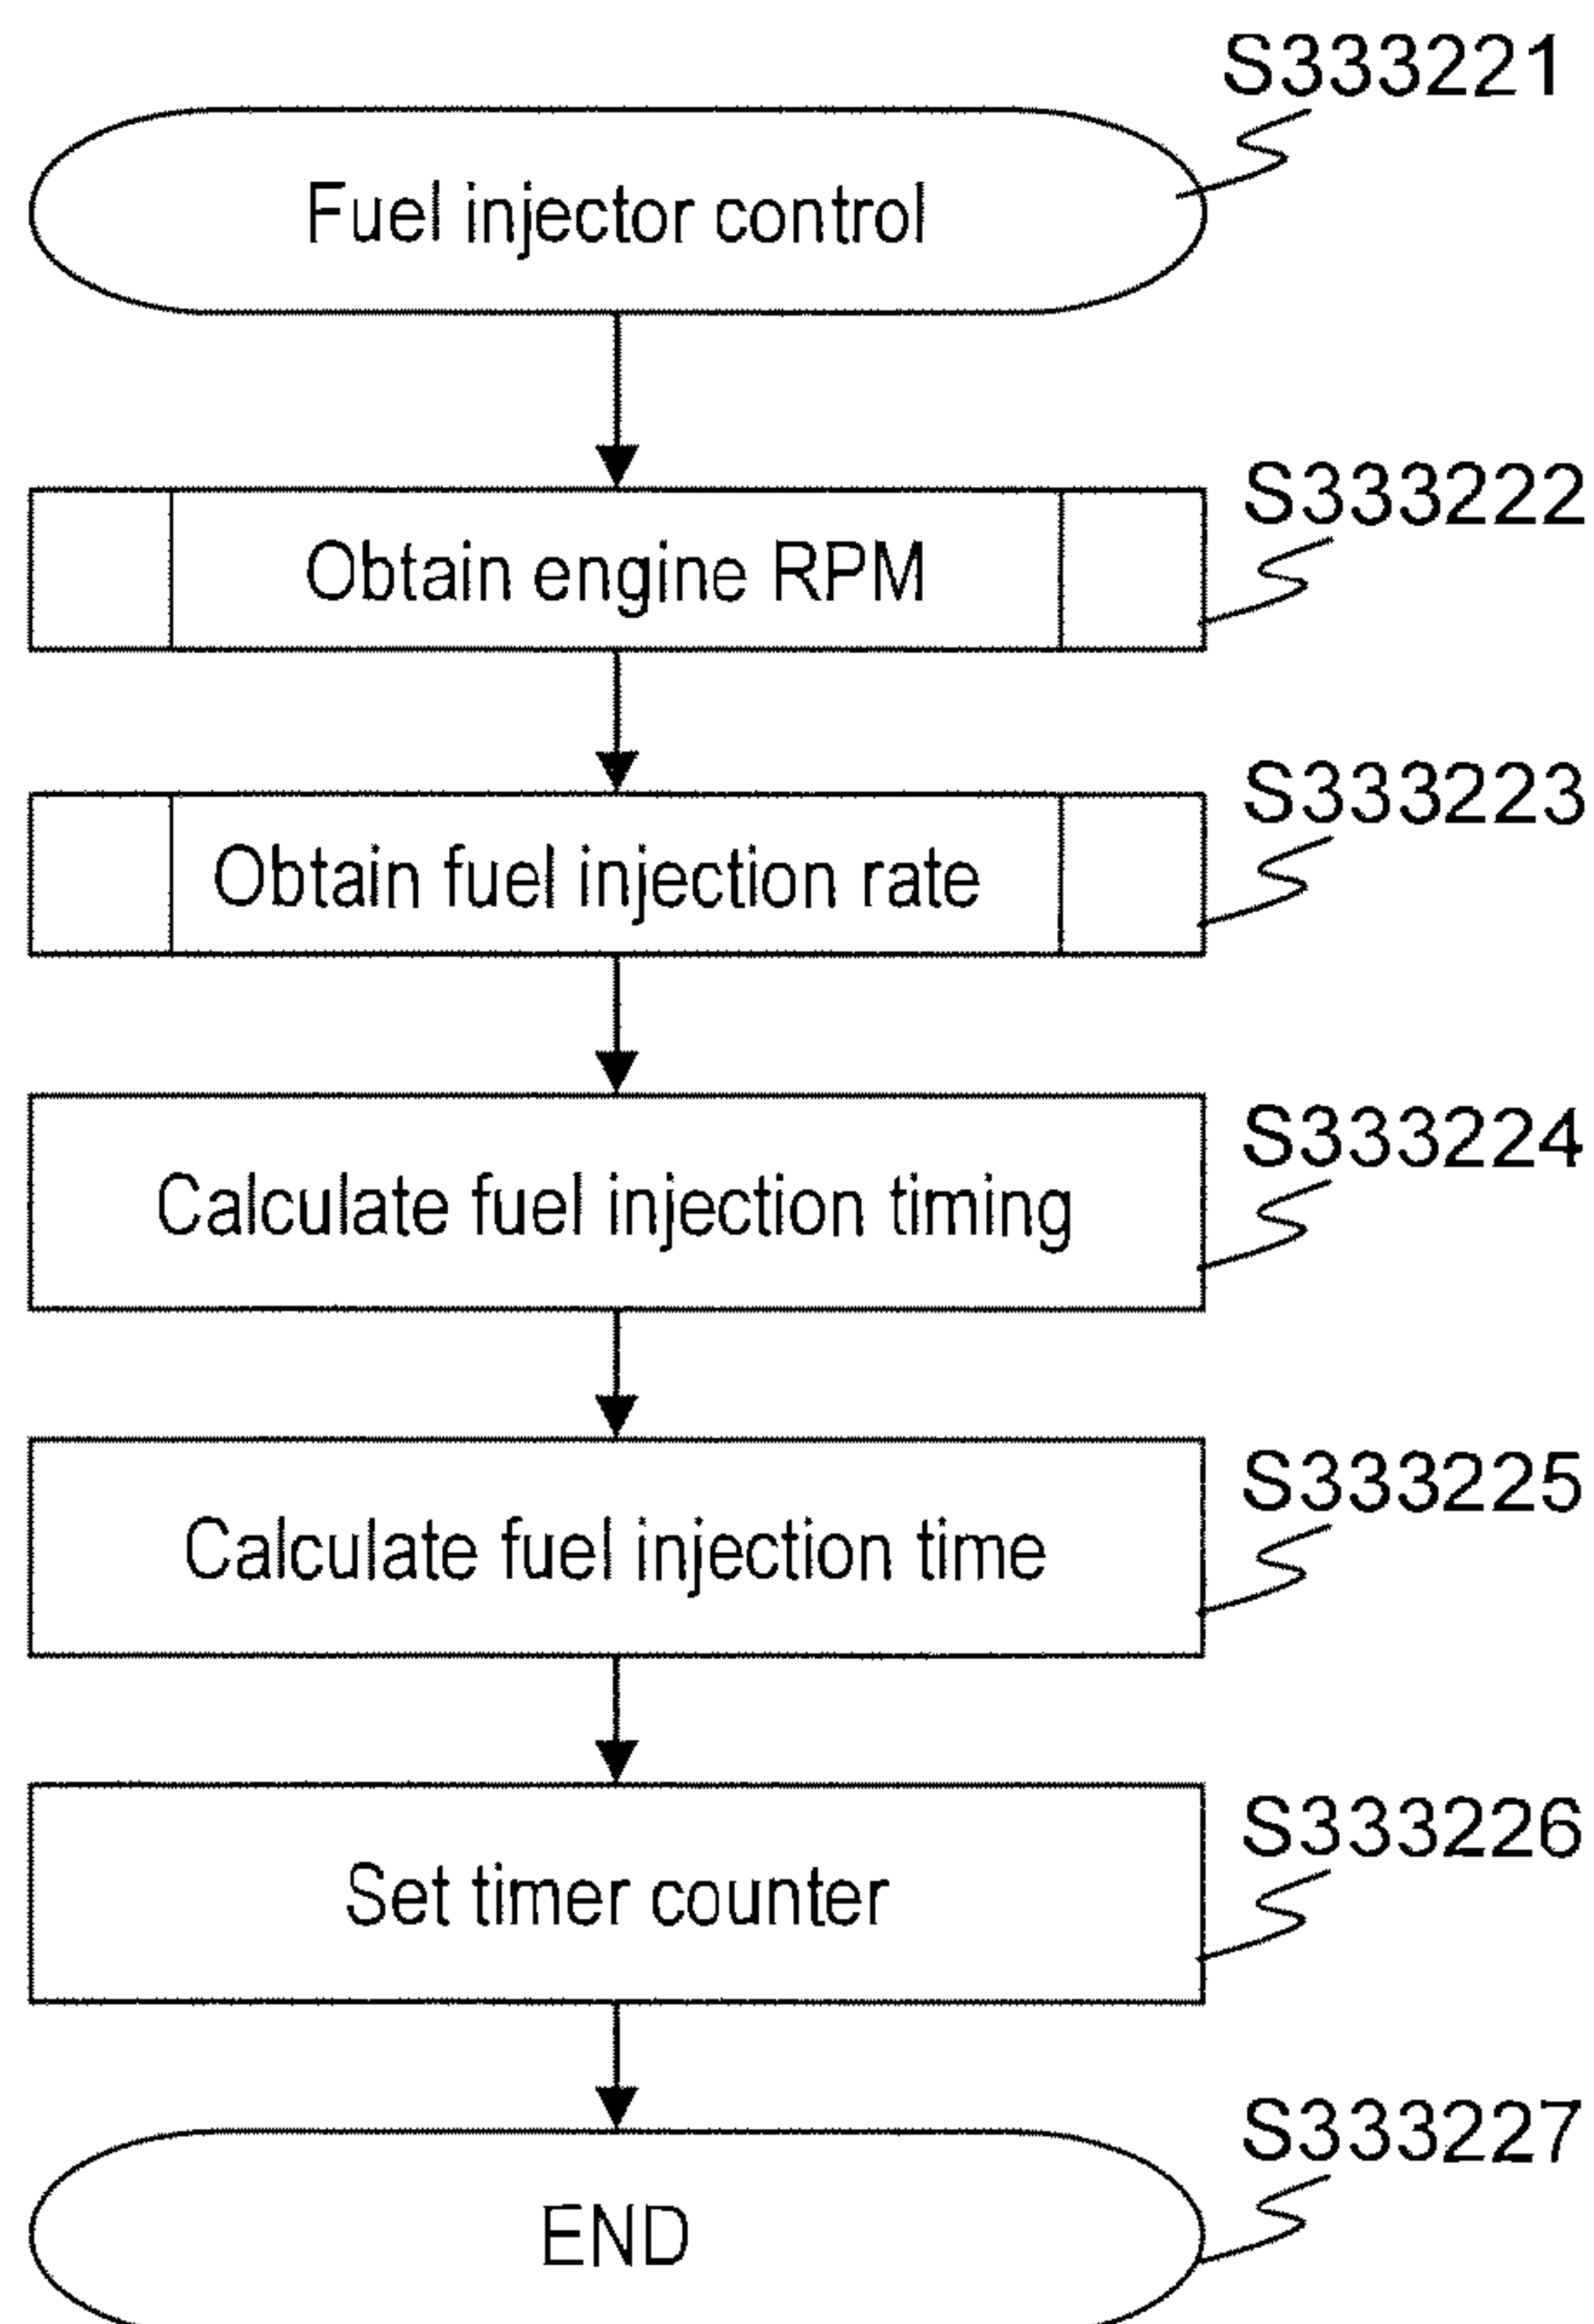 S333221
Fuel injector control
S333222
Obtain engine RPM
S333223
Obtain fuel injection rate
S333224
Calculate fuel injection timing
S333225
Calculate fuel injection time
S333226
Set timer counter
S333227
END